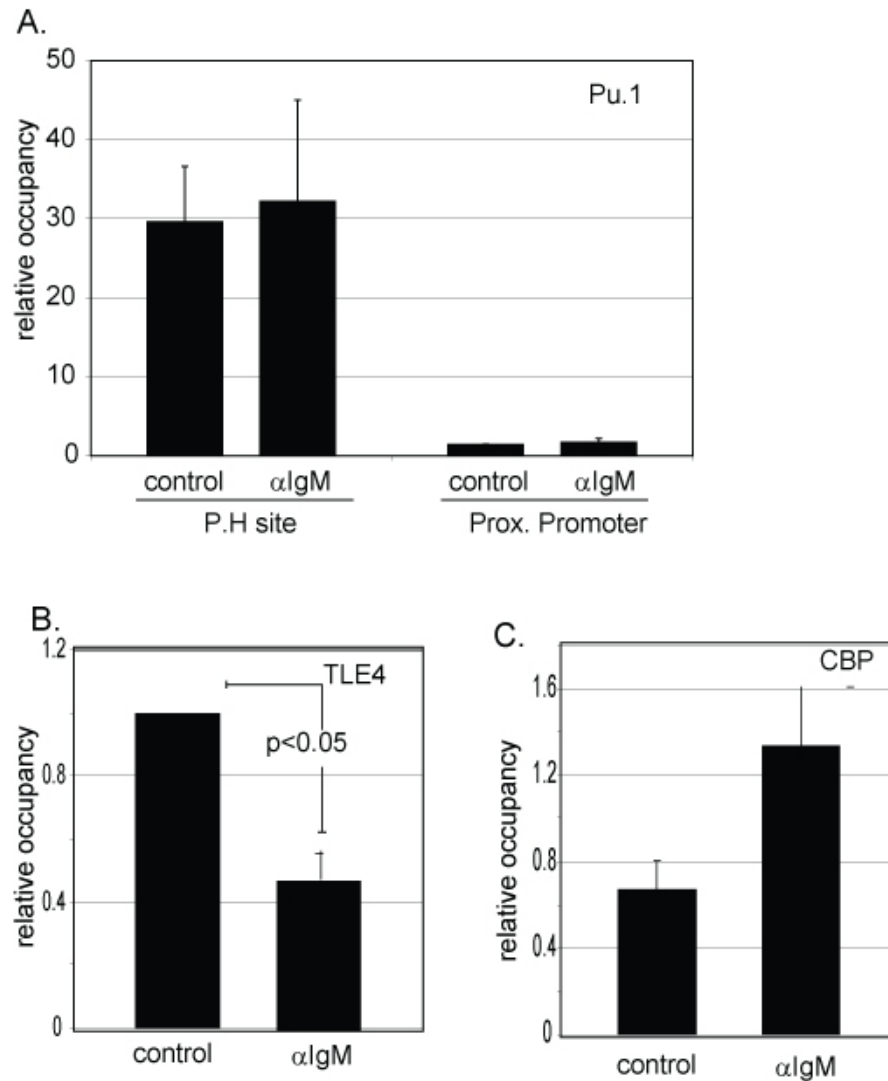 A.
50
40
30
20
10
0
relative occupancy
Pu.1
control αIgM control αIgM
P.H site Prox. Promoter
B.
1.2
0.8
0.4
0
relative occupancy
TLE4
p<0.05
control αIgM
C.
1.6
1.2
0.8
0.4
0
relative occupancy
CBP
control αIgM